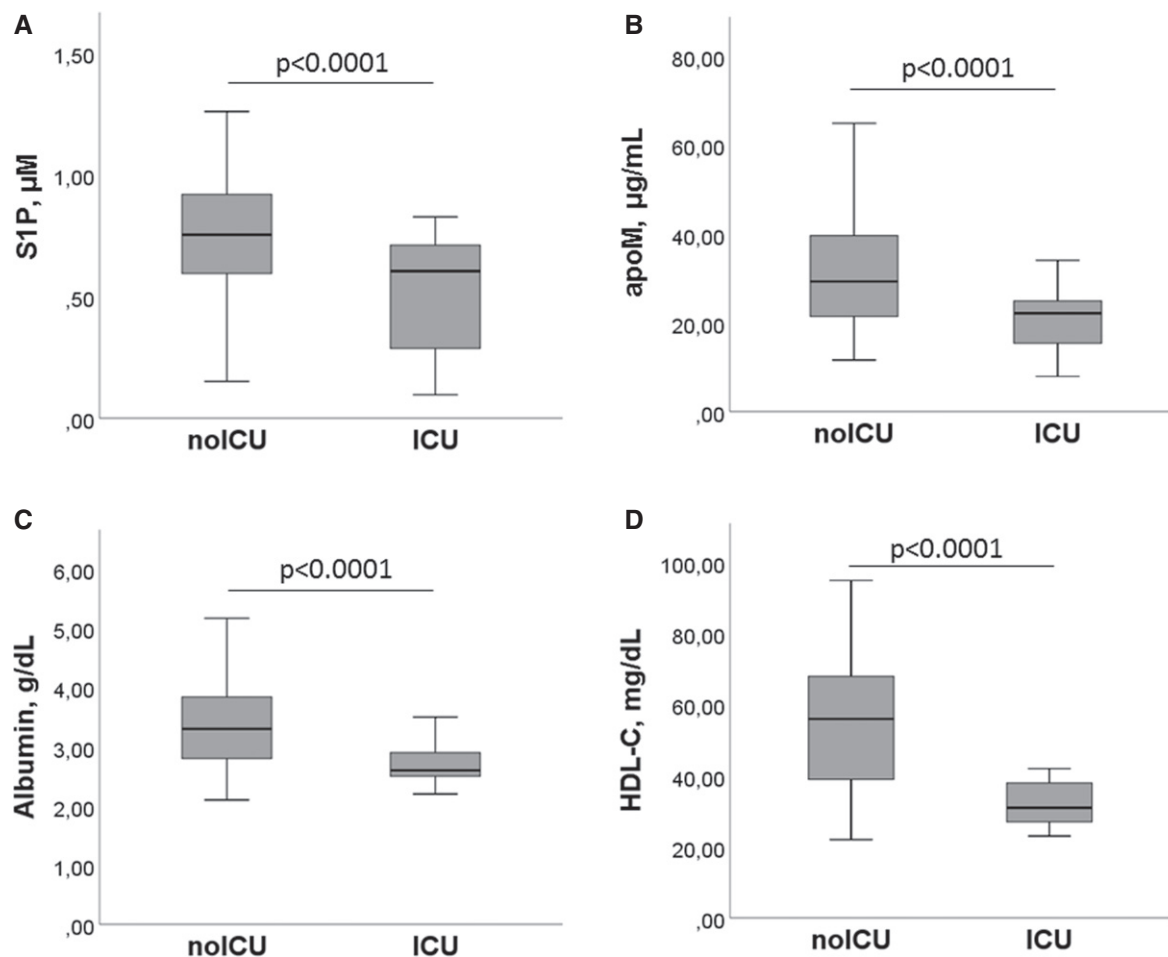 A
S1P, µM
1,50
1,00
,50
,00
p<0.0001
noICU
ICU
B
apoM, µg/mL
80,00
60,00
40,00
20,00
,00
p<0.0001
noICU
ICU
C
Albumin, g/dL
6,00
5,00
4,00
3,00
2,00
1,00
,00
p<0.0001
noICU
ICU
D
HDL-C, mg/dL
100,00
80,00
60,00
40,00
20,00
,00
p<0.0001
noICU
ICU